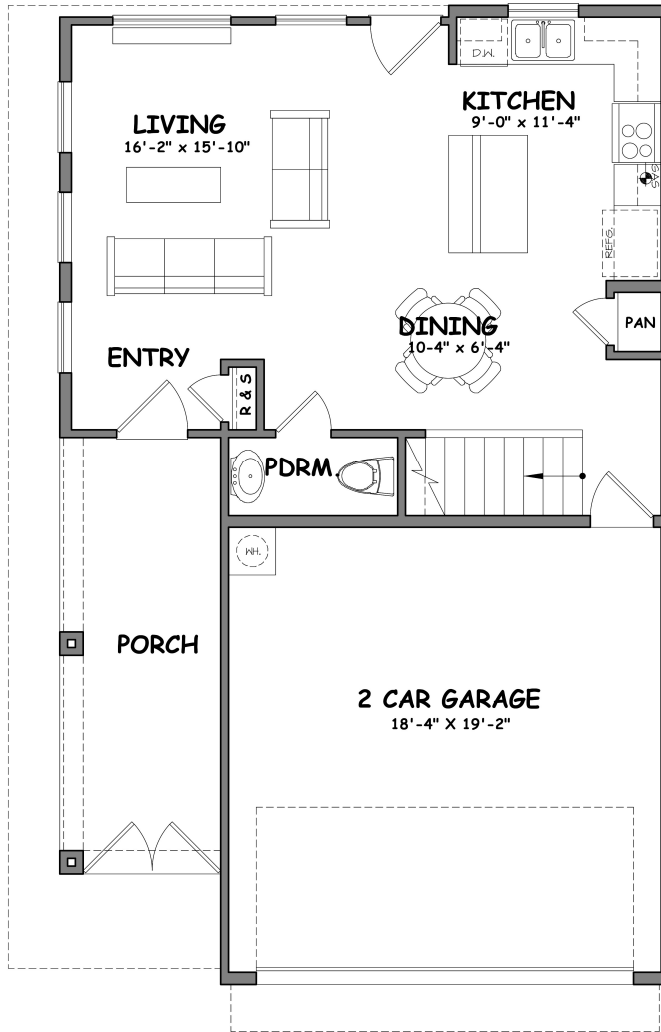 D.W.
KITCHEN
9'-0" x 11'-4"
LIVING
16'-2" x 15'-10"
GAS
REFG.
DINING
10-4" x 6'-4"
PAN
ENTRY
R & S
PDRM.
WH.
PORCH
2 CAR GARAGE
18'-4" X 19'-2"